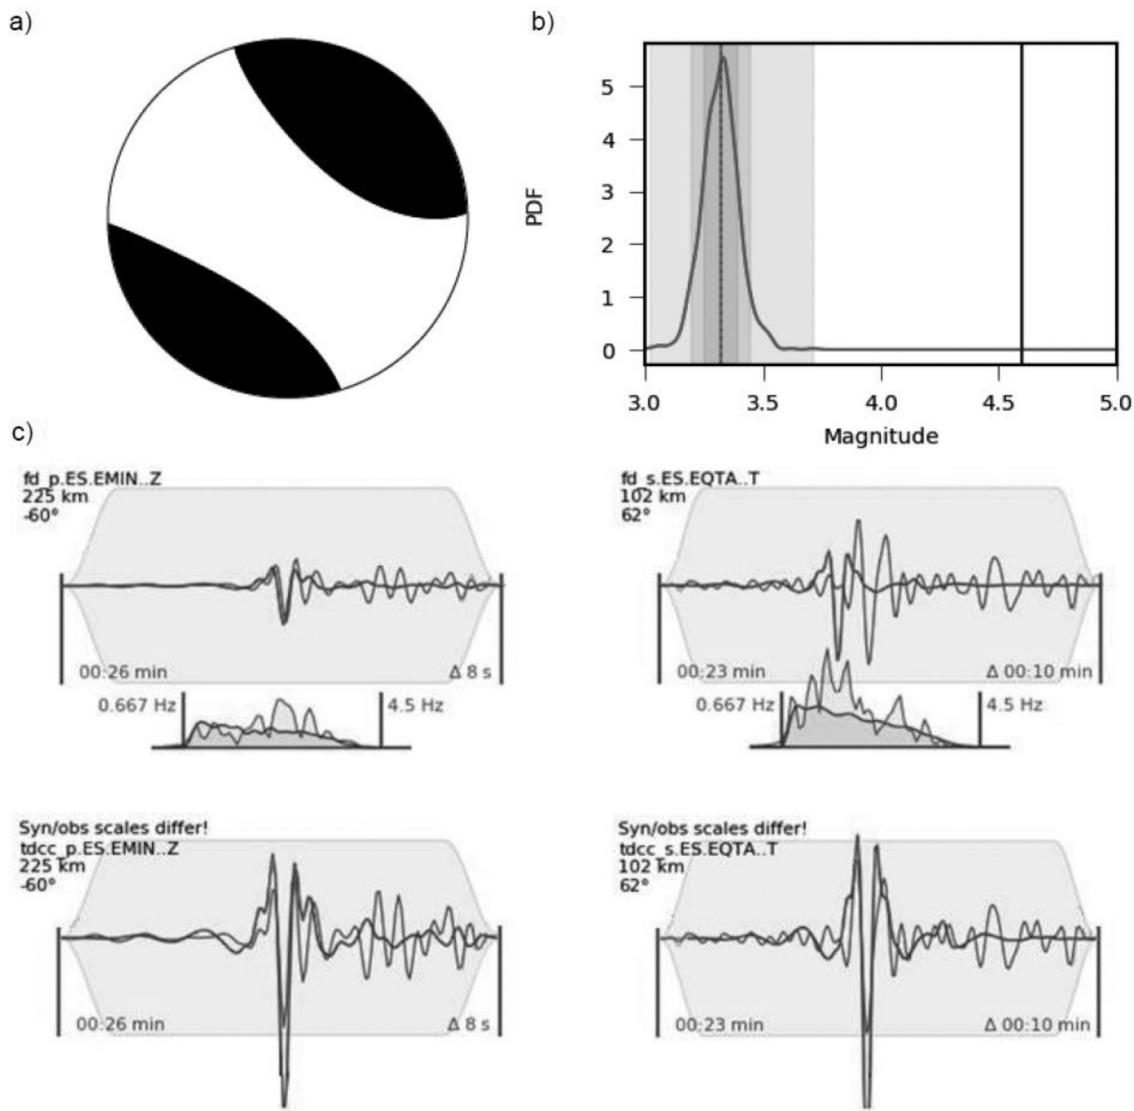 a)
b)
5
4
3
2
1
0
PDF
3.0 3.5 4.0 4.5 5.0
Magnitude
c)
fd_p.ES.EMIN..Z
225 km
-60°
00:26 min Δ 8 s
0.667 Hz 4.5 Hz
fd_s.ES.EQTA..T
102 km
62°
00:23 min Δ 00:10 min
0.667 Hz 4.5 Hz
Syn/obs scales differ!
tdcc_p.ES.EMIN..Z
225 km
-60°
00:26 min Δ 8 s
Syn/obs scales differ!
tdcc_s.ES.EQTA..T
102 km
62°
00:23 min Δ 00:10 min